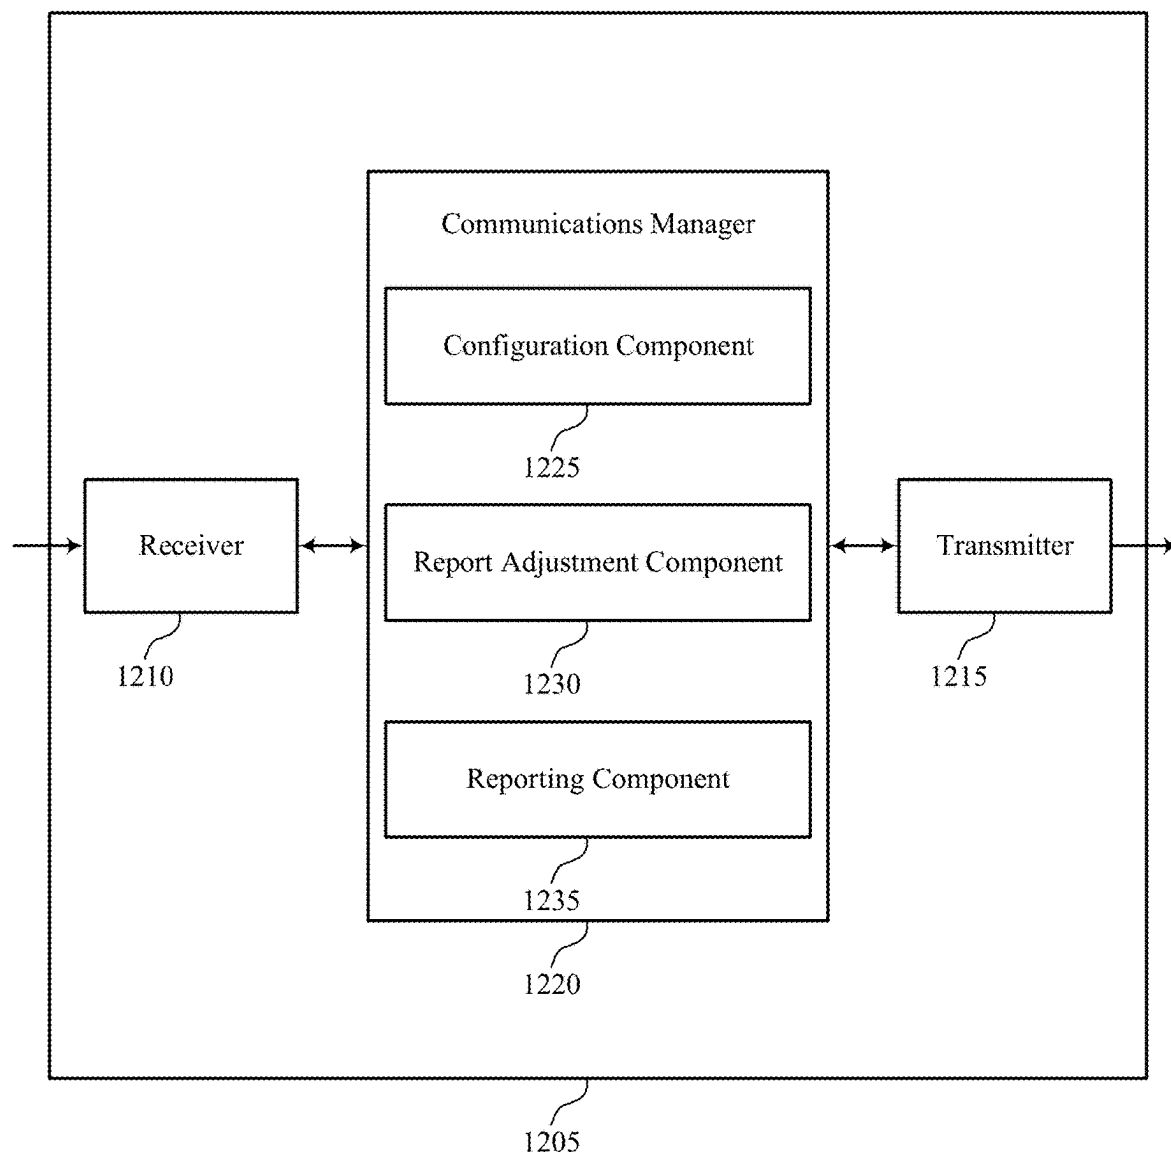 Communications Manager
Configuration Component
1225
Receiver
Report Adjustment Component
Transmitter
1210
1230
1215
Reporting Component
1235
1220
1205